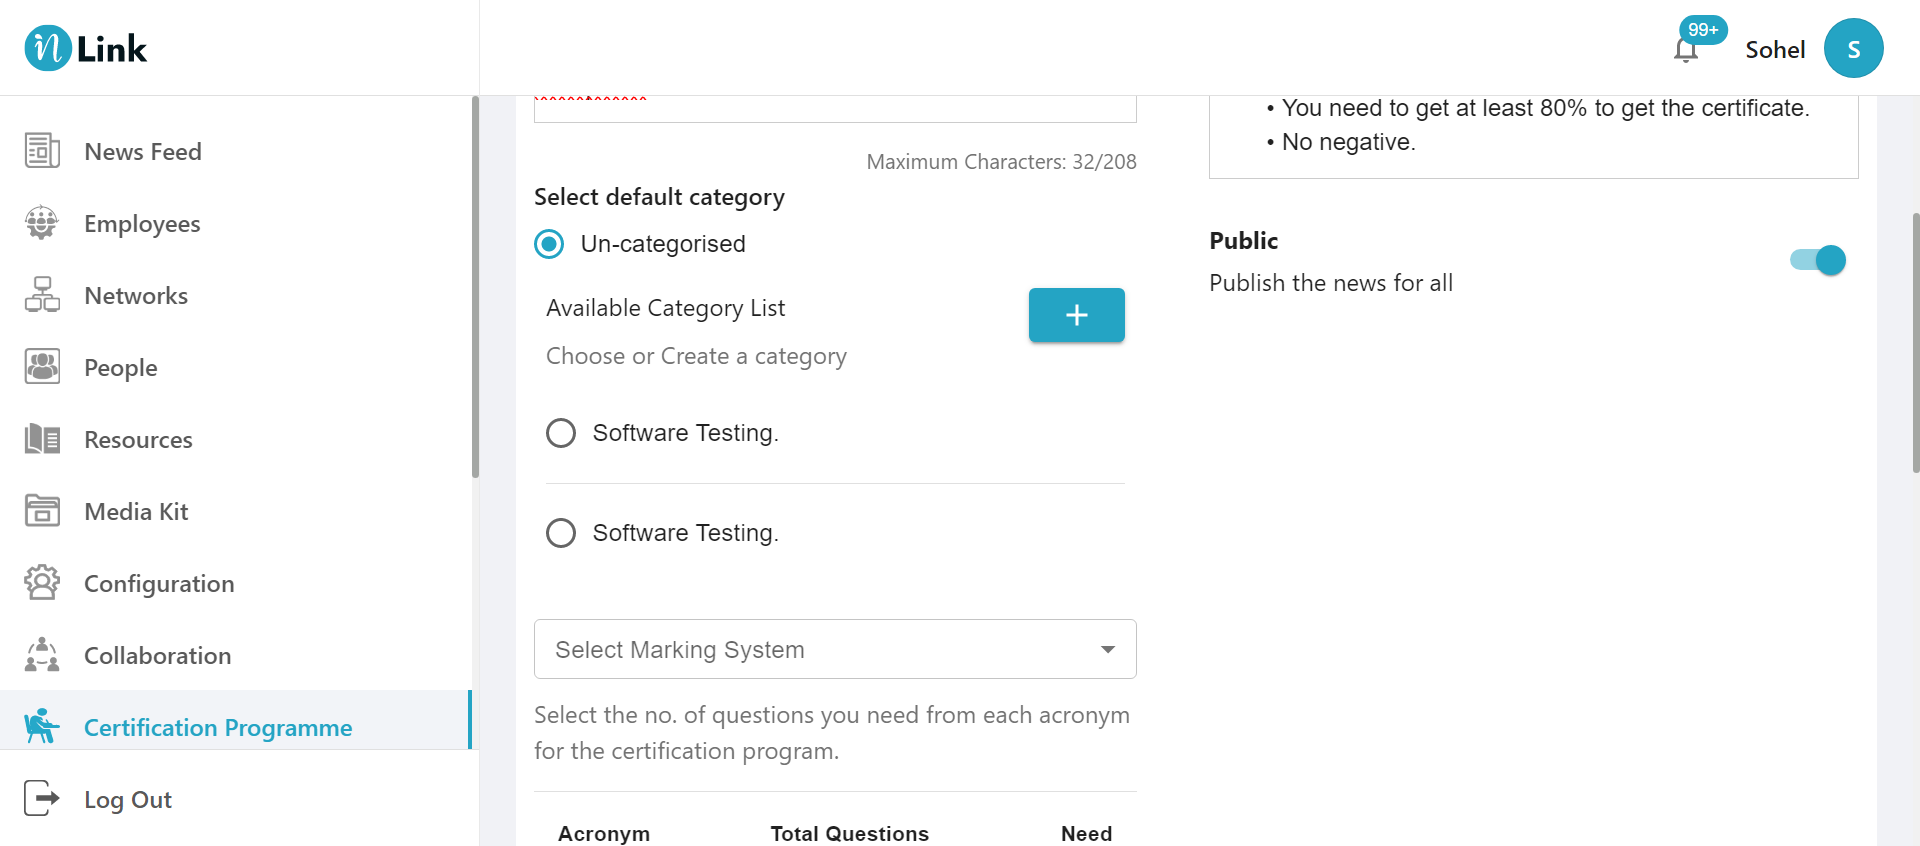 n Link
99+
Sohel
S
News Feed
Employees
Networks
People
Resources
Media Kit
Configuration
Collaboration
Certification Programme
Log Out
Maximum Characters: 32/208
Select default category
Un-categorised
Available Category List
+
Choose or Create a category
Software Testing.
Software Testing.
Select Marking System
Select the no. of questions you need from each acronym
for the certification program.
Acronym Total Questions Need
• You need to get at least 80% to get the certificate.
• No negative.
Public
Publish the news for all